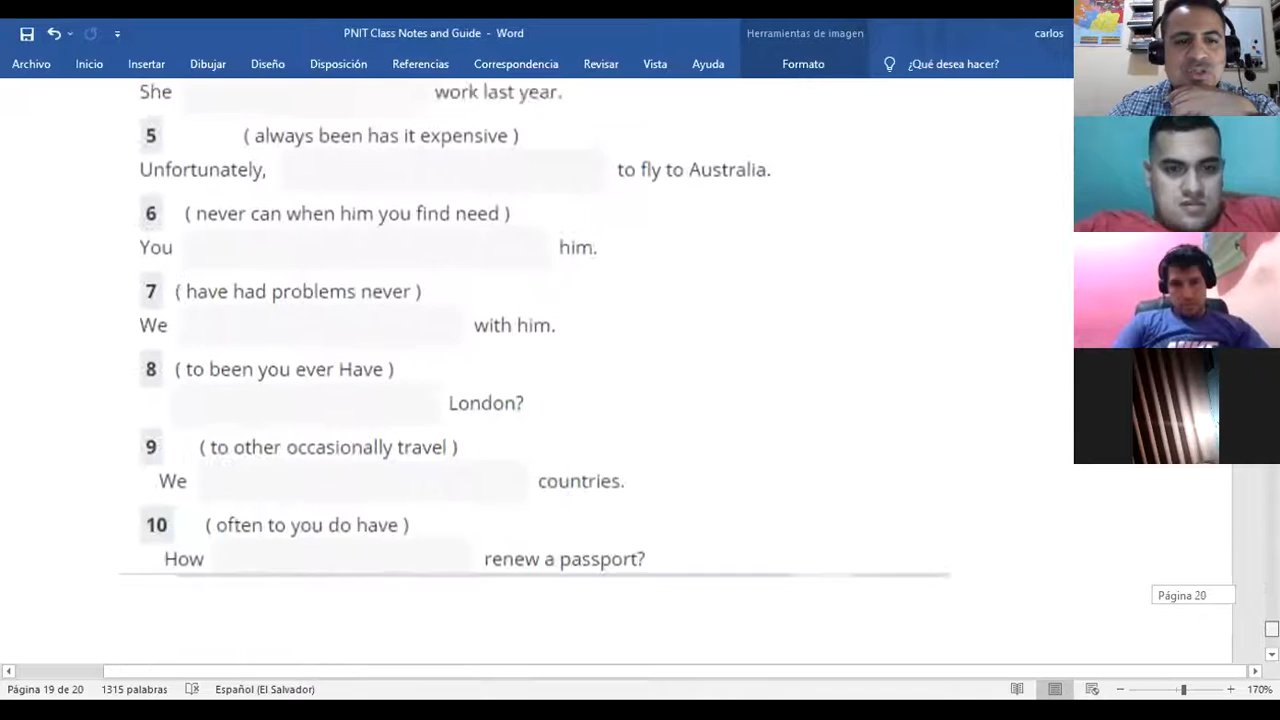 PNIT Class Notes and Guide - Word
Herramientas de imagen
carlos
Archivo Inicio Insertar Dibujar Diseño Disposición Referencias Correspondencia Revisar Vista Ayuda Formato ¿Qué desea hacer?
She work last year.
5 ( always been has it expensive )
Unfortunately, to fly to Australia.
6 ( never can when him you find need )
You him.
7 ( have had problems never )
We with him.
8 ( to been you ever Have )
London?
9 ( to other occasionally travel )
We countries.
10 ( often to you do have )
How renew a passport?
Página 20
Página 19 de 20 1315 palabras Español (El Salvador) 170%